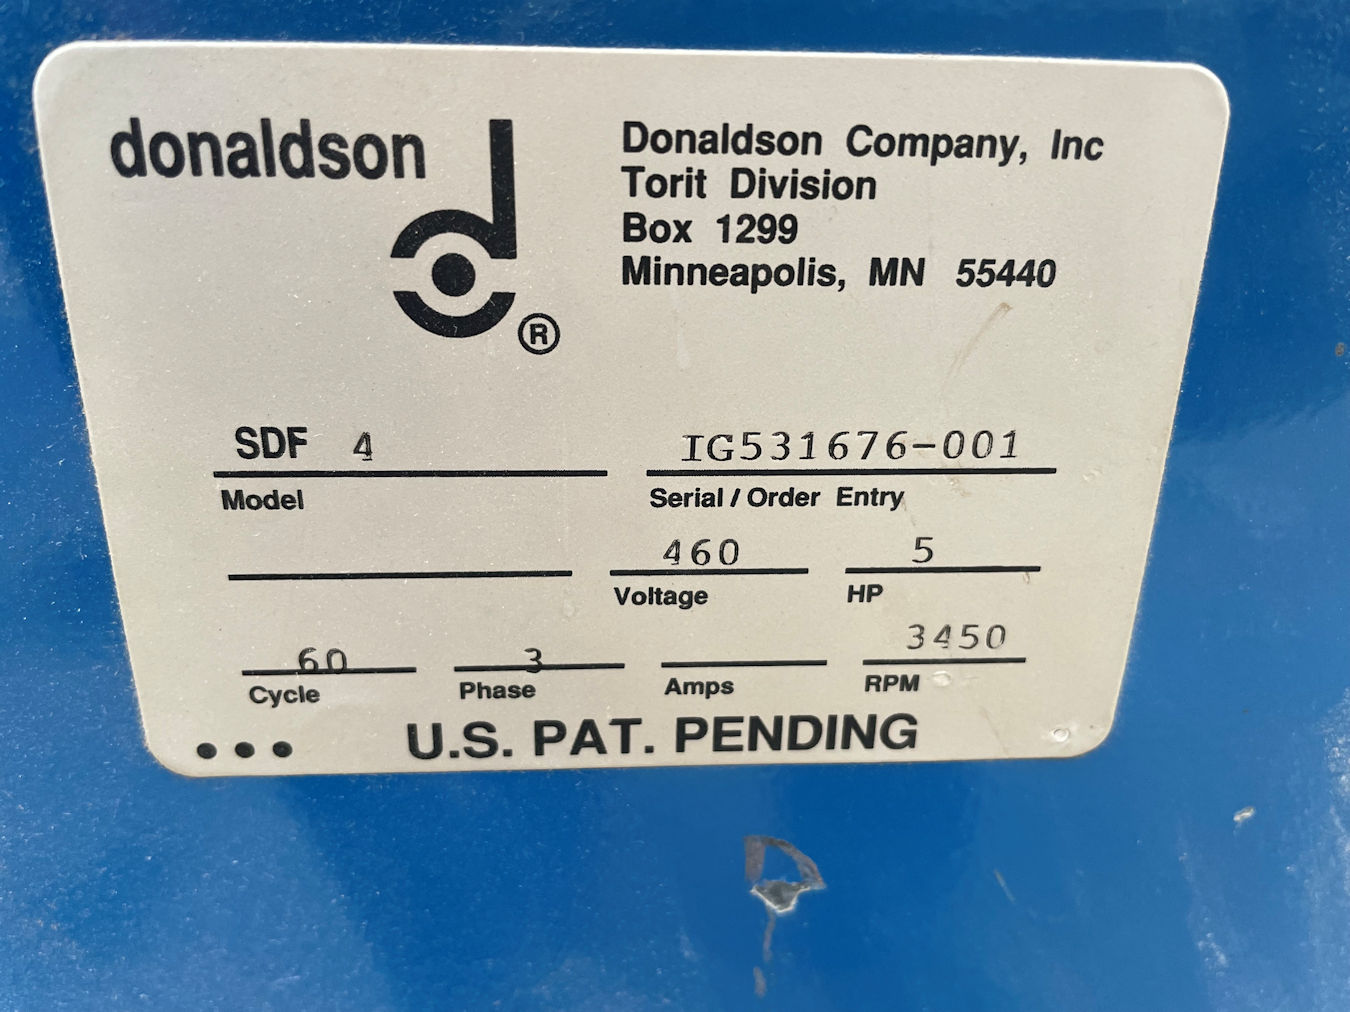 donaldson
Donaldson Company, Inc
Torit Division
Box 1299
Minneapolis, MN 55440
d
®
SDF 4
IG531676-001
Model
Serial / Order Entry
460
5
Voltage
HP
60
3
3450
Cycle
Phase
Amps
RPM
U.S. PAT. PENDING